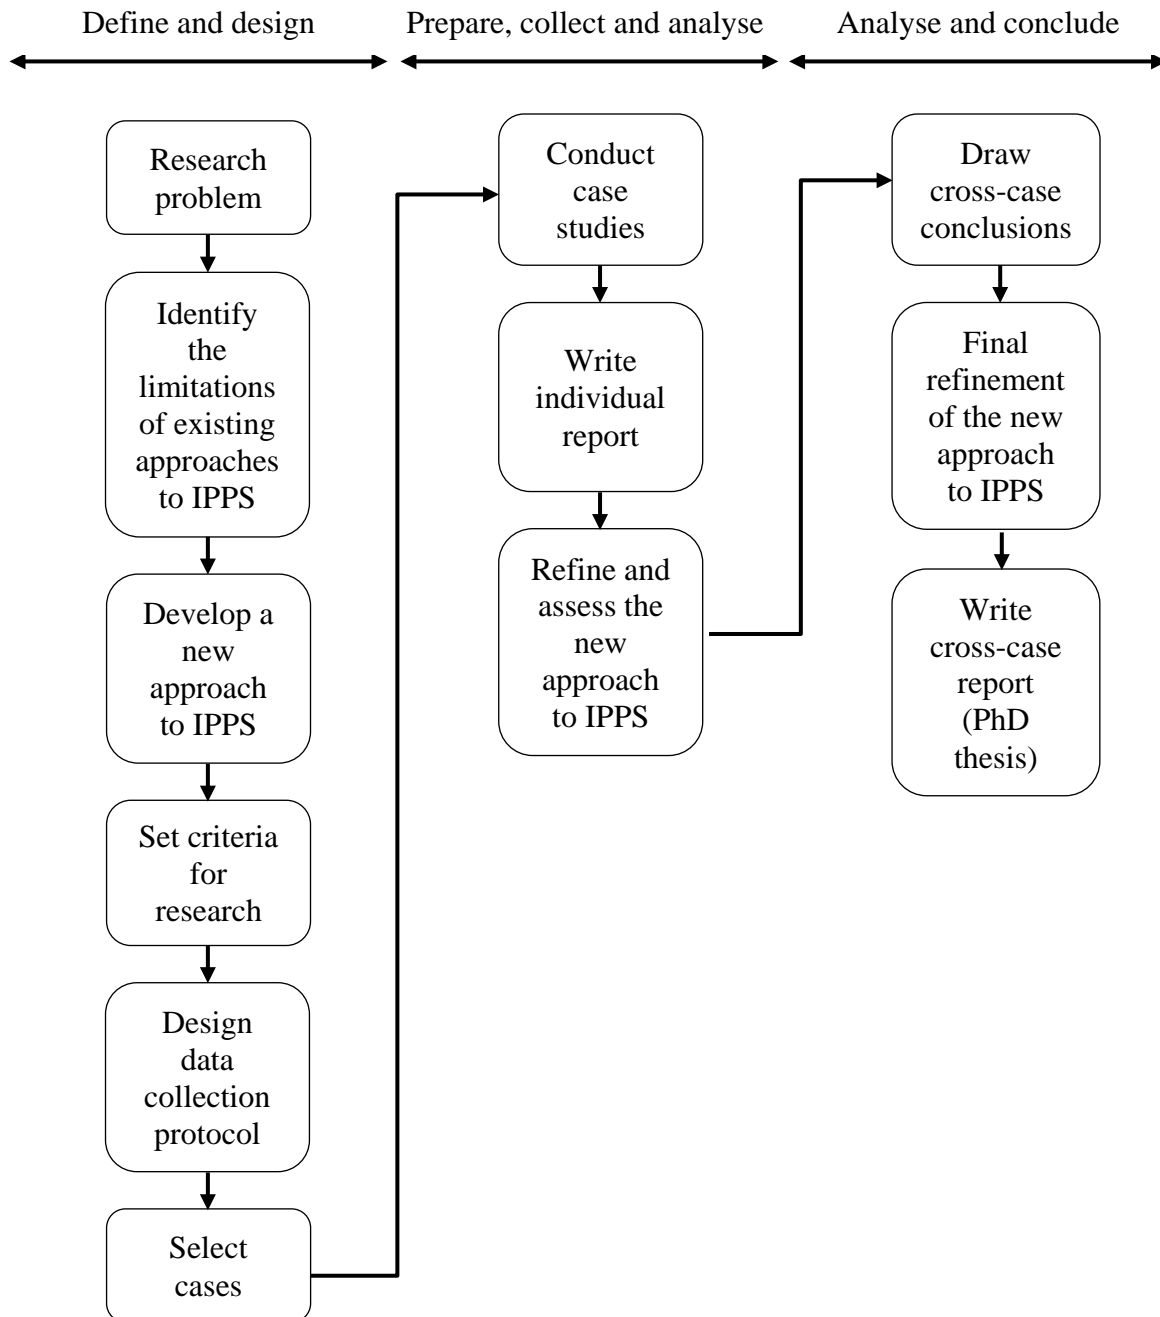 Define and design
Prepare, collect and analyse
Analyse and conclude
Research
problem
Identify
the
limitations
of existing
approaches
to IPPS
Develop a
new
approach
to IPPS
Set criteria
for
research
Design
data
collection
protocol
Select
cases
Conduct
case
studies
Write
individual
report
Refine and
assess the
new
approach
to IPPS
Draw
cross-case
conclusions
Final
refinement
of the new
approach
to IPPS
Write
cross-case
report
(PhD
thesis)